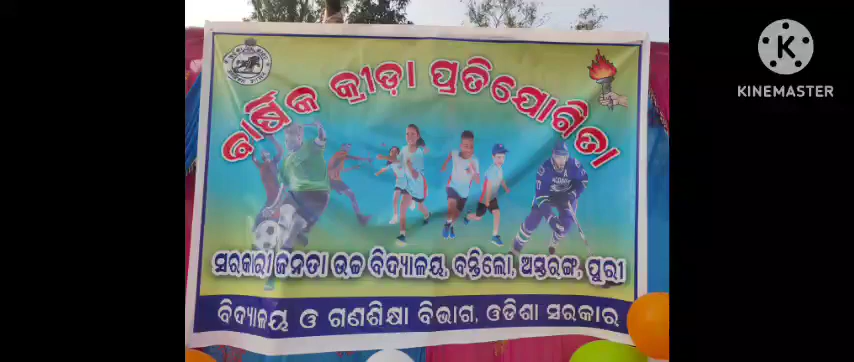 ବାର୍ଷିକ କ୍ରୀଡ଼ା ପ୍ରତିଯୋଗିତା
ସରକାରୀ ଜନତା ଉଚ୍ଚ ବିଦ୍ୟାଳୟ, ବନ୍ତିଲୋ, ଅସ୍ତରଙ୍ଗ, ପୁରୀ
ବିଦ୍ୟାଳୟ ଓ ଗଣଶିକ୍ଷା ବିଭାଗ, ଓଡିଶା ସରକାର
KINEMASTER